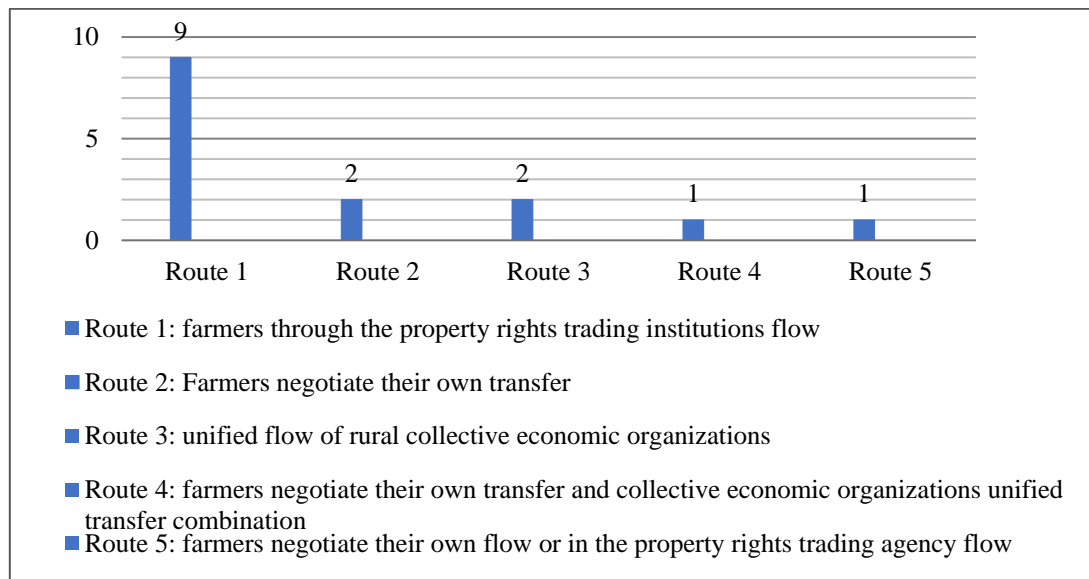 10
5
0
9
2
2
1
1
Route 1
Route 2
Route 3
Route 4
Route 5
Route 1: farmers through the property rights trading institutions flow
Route 2: Farmers negotiate their own transfer
Route 3: unified flow of rural collective economic organizations
Route 4: farmers negotiate their own transfer and collective economic organizations unified
transfer combination
Route 5: farmers negotiate their own flow or in the property rights trading agency flow